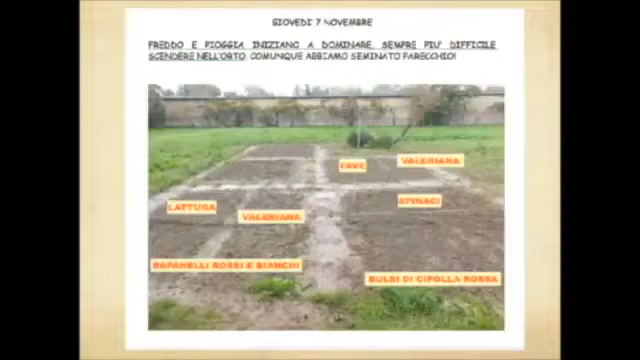 GIOVEDI 7 NOVEMBRE
FREDDO E PIOGGIA INIZIANO A DOMINARE. SEMPRE PIU' DIFFICILE
SCENDERE NELL'ORTO. COMUNQUE ABBIAMO SEMINATO PARECCHIO!
FAVE
VALERIANA
LATTUGA
SPINACI
VALERIANA
RAPANELLI ROSSI E BIANCHI
BULBI DI CIPOLLA ROSSA